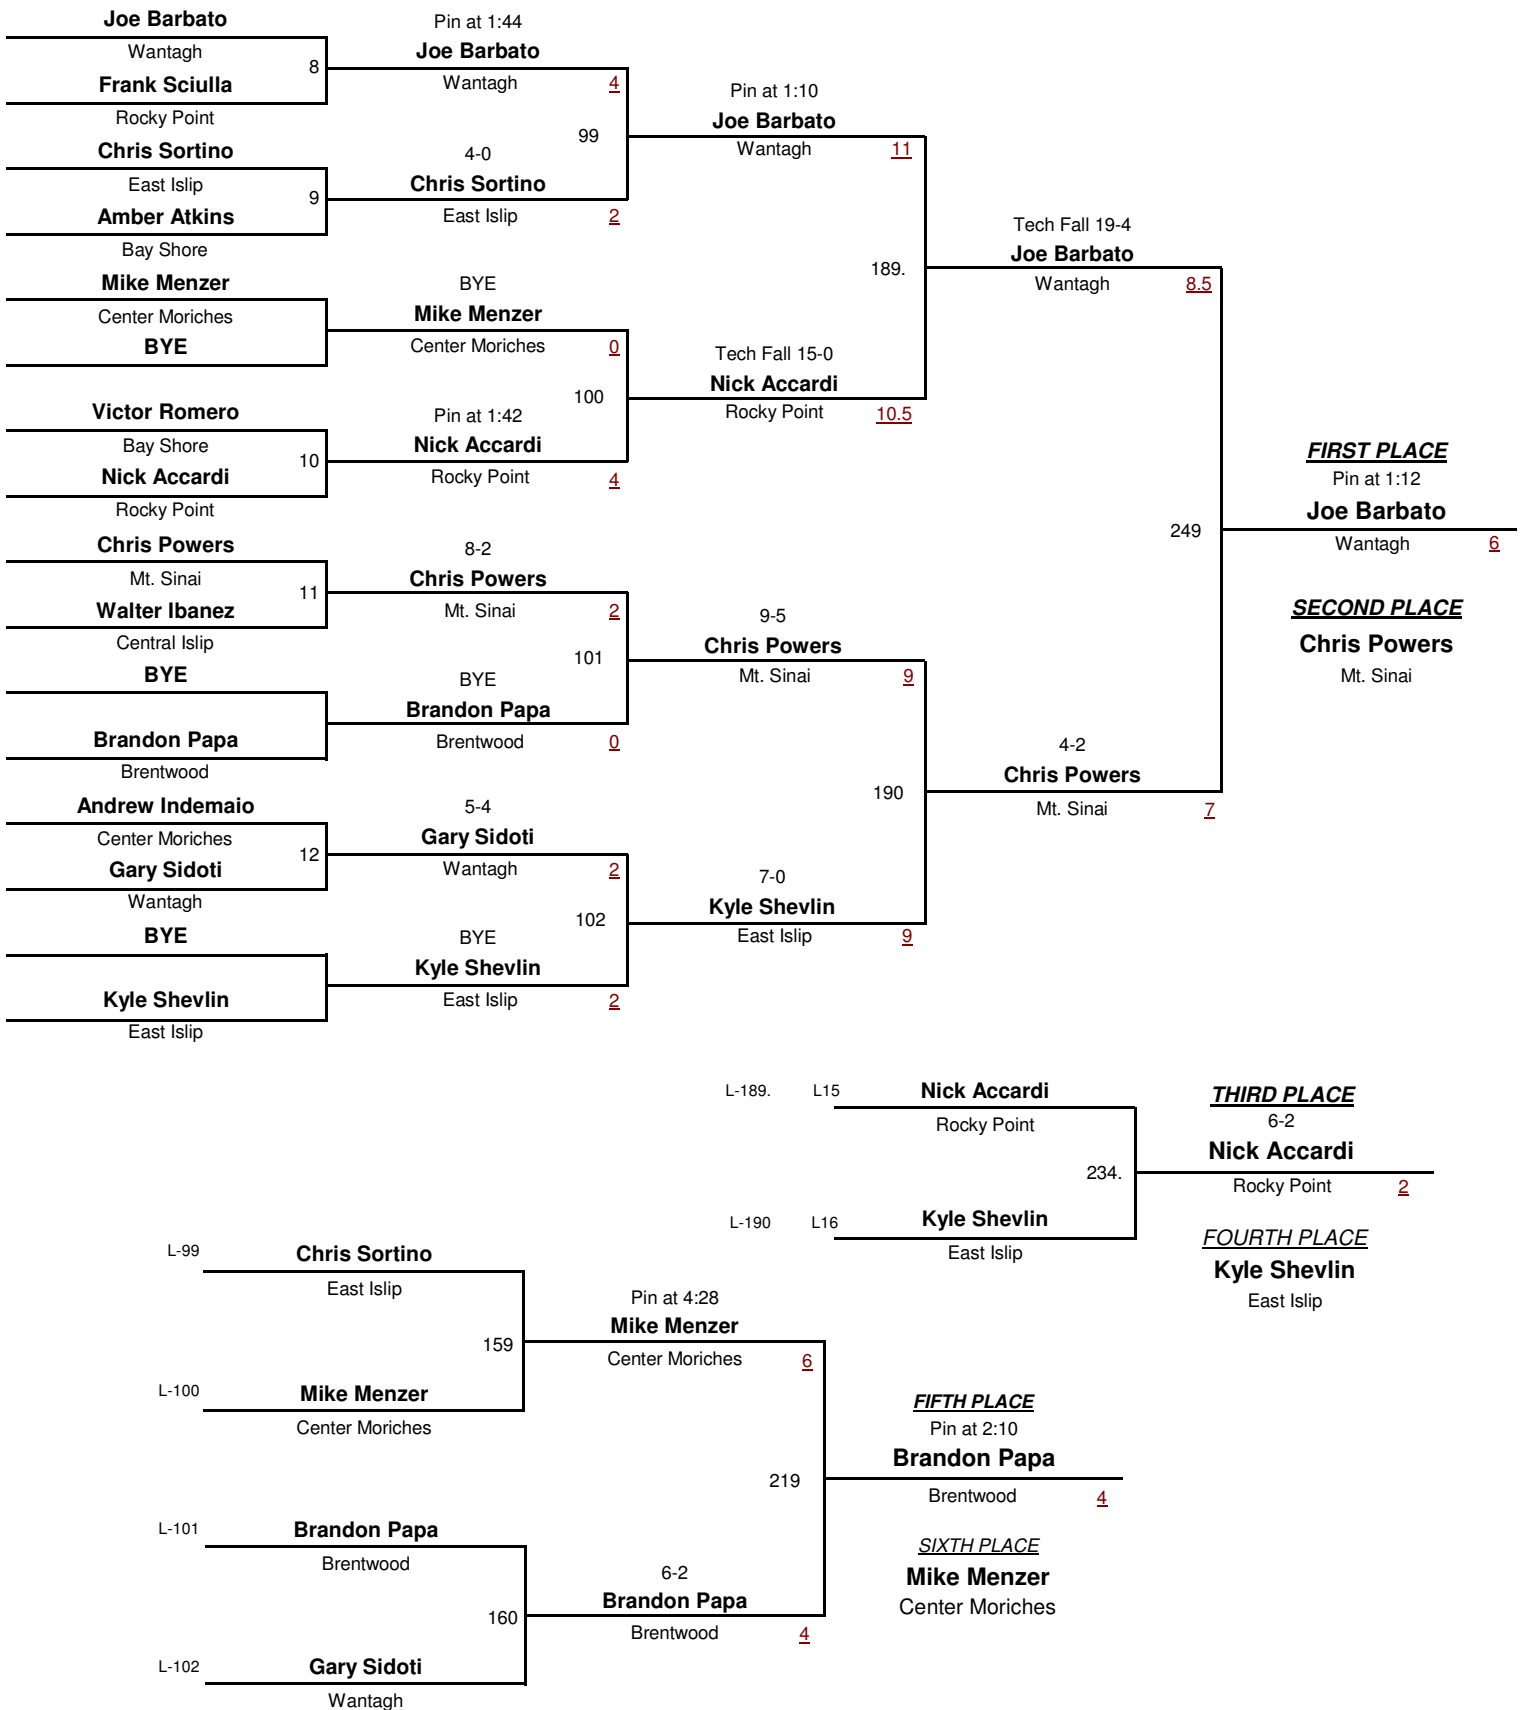 Joe Barbato
Wantagh
8
Frank Sciulla
Rocky Point
Chris Sortino
East Islip
9
Amber Atkins
Bay Shore
Mike Menzer
Center Moriches
BYE
Victor Romero
Bay Shore
10
Nick Accardi
Rocky Point
Chris Powers
Mt. Sinai
11
Walter Ibanez
Central Islip
BYE
Brandon Papa
Brentwood
Andrew Indemaio
Center Moriches
12
Gary Sidoti
Wantagh
BYE
Kyle Shevlin
East Islip
Pin at 1:44
Joe Barbato
Wantagh 4
99
4-0
Chris Sortino
East Islip 2
BYE
Mike Menzer
Center Moriches 0
100
Pin at 1:42
Nick Accardi
Rocky Point 4
8-2
Chris Powers
Mt. Sinai 2
101
BYE
Brandon Papa
Brentwood 0
5-4
Gary Sidoti
Wantagh 2
102
BYE
Kyle Shevlin
East Islip 2
Pin at 1:10
Joe Barbato
Wantagh 11
189.
Tech Fall 15-0
Nick Accardi
Rocky Point 10.5
9-5
Chris Powers
Mt. Sinai 9
190
7-0
Kyle Shevlin
East Islip 9
Tech Fall 19-4
Joe Barbato
Wantagh 8.5
249
4-2
Chris Powers
Mt. Sinai 7
FIRST PLACE
Pin at 1:12
Joe Barbato
Wantagh 6
SECOND PLACE
Chris Powers
Mt. Sinai
L-189. L15 Nick Accardi
Rocky Point
234.
L-190 L16 Kyle Shevlin
East Islip
THIRD PLACE
6-2
Nick Accardi
Rocky Point 2
FOURTH PLACE
Kyle Shevlin
East Islip
L-99 Chris Sortino
East Islip
159
L-100 Mike Menzer
Center Moriches
L-101 Brandon Papa
Brentwood
160
L-102 Gary Sidoti
Wantagh
Pin at 4:28
Mike Menzer
Center Moriches 6
219
6-2
Brandon Papa
Brentwood 4
FIFTH PLACE
Pin at 2:10
Brandon Papa
Brentwood 4
SIXTH PLACE
Mike Menzer
Center Moriches